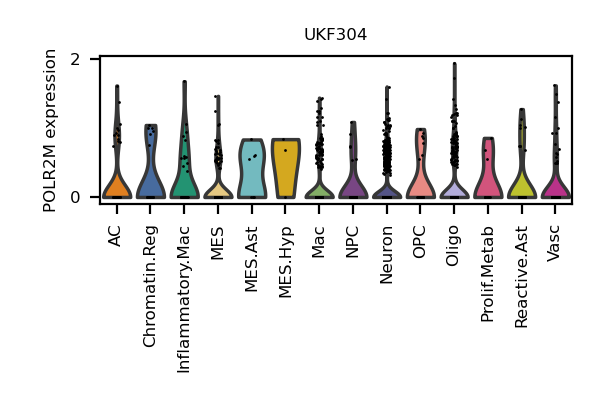 UKF304
POLR2M expression
2
0
AC
Chromatin.Reg
Inflammatory.Mac
MES
MES.Ast
MES.Hyp
Mac
NPC
Neuron
OPC
Oligo
Prolif.Metab
Reactive.Ast
Vasc